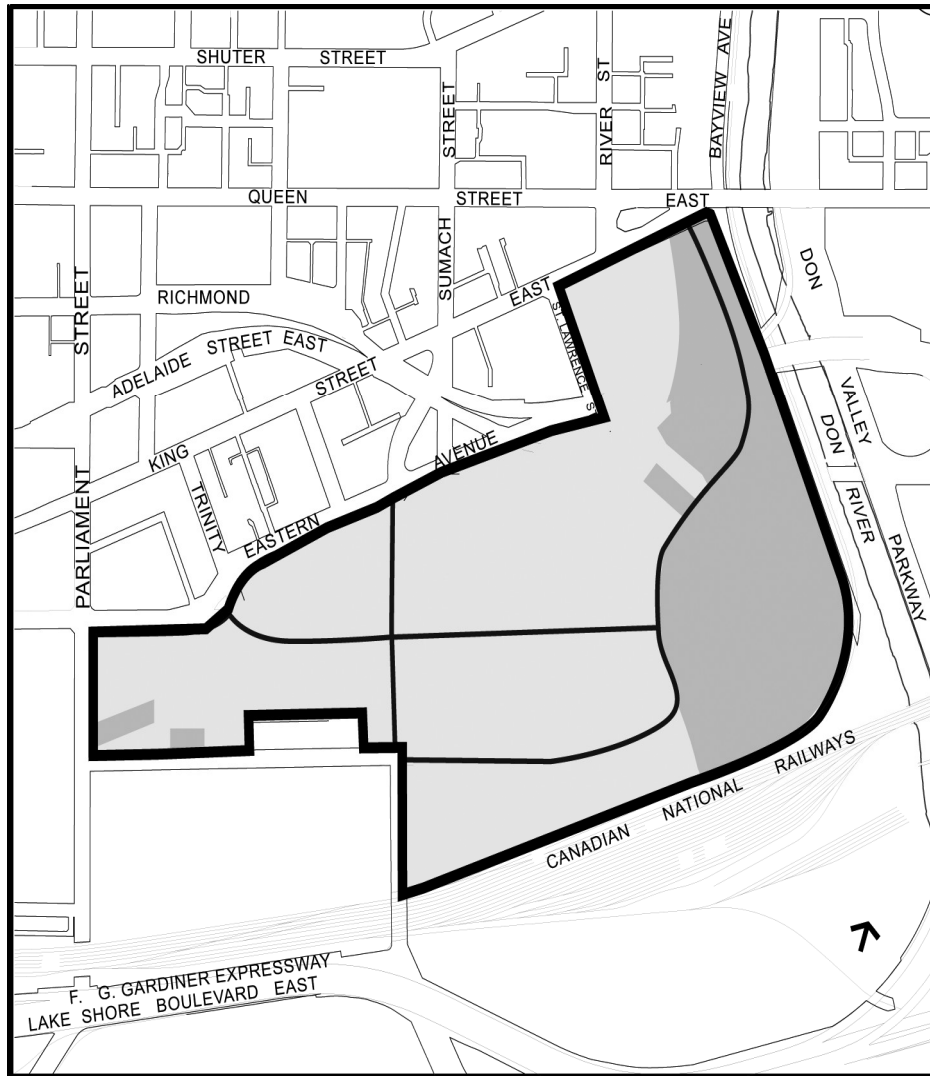 SHUTER STREET
STREET
RIVER ST
BAYVIEW AVE
QUEEN STREET EAST
SUMACH
STREET
RICHMOND
EAST
DON
ADELAIDE STREET EAST
STREET
ST LAWRENCE S
KING
VALLEY
DON
AVENUE
PARLIAMENT
TRINITY
EASTERN
RIVER
PARKWAY
CANADIAN NATIONAL RAILWAYS
F. G. GARDINER EXPRESSWAY
LAKE SHORE BOULEVARD EAST